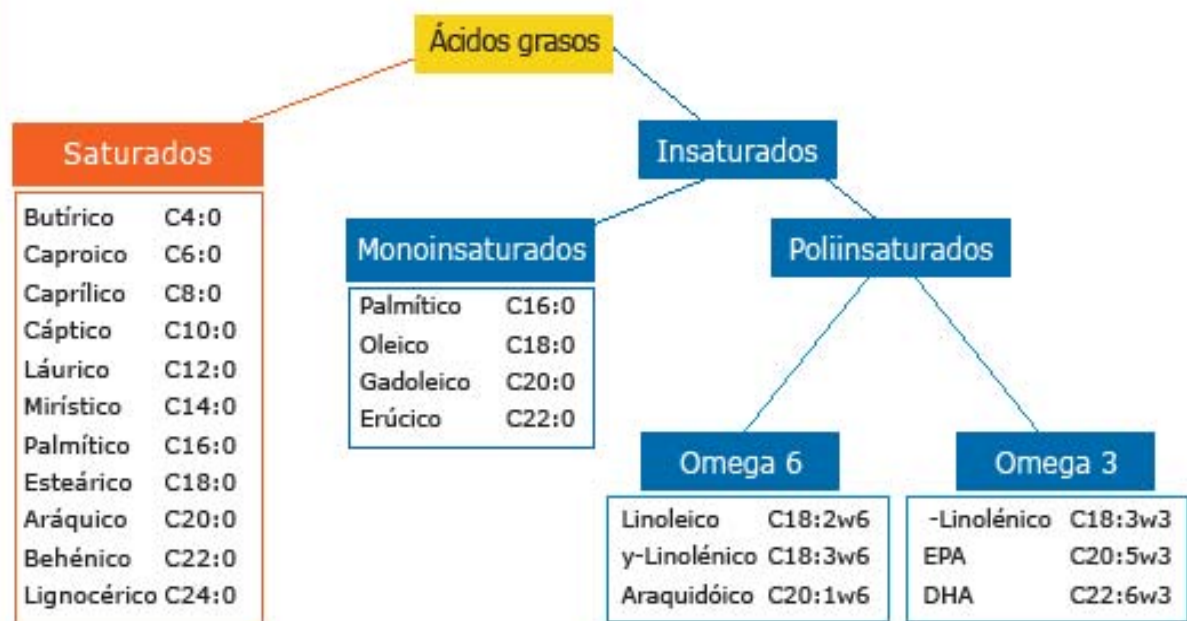 Ácidos grasos
Saturados
Butírico C4:0
Caproico C6:0
Caprílico C8:0
Cáptico C10:0
Láurico C12:0
Mirístico C14:0
Palmítico C16:0
Esteárico C18:0
Aráquico C20:0
Behénico C22:0
Lignocérico C24:0
Insaturados
Monoinsaturados
Palmítico C16:0
Oleico C18:0
Gadoleico C20:0
Erúcico C22:0
Poliinsaturados
Omega 6
Linoleico C18:2w6
y-Linolénico C18:3w6
Araquidóico C20:1w6
Omega 3
-Linolénico C18:3w3
EPA C20:5w3
DHA C22:6w3